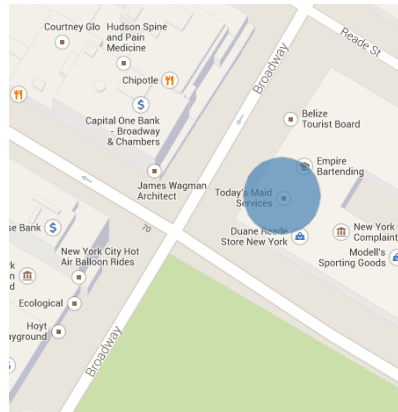 Courtney Glo
Hudson Spine
and Pain
Medicine
Reade St
Chipotle
Broadway
Capital One Bank
- Broadway
& Chambers
Belize
Tourist Board
Empire
Bartending
James Wagman
Architect
Today's Maid
Services
70
Duane Reade
Store New York
New York
Complaint
se Bank
New York City Hot
Air Balloon Rides
Modell's
Sporting Goods
rk
n
d
Ecological
Hoyt
ayground
Broadway